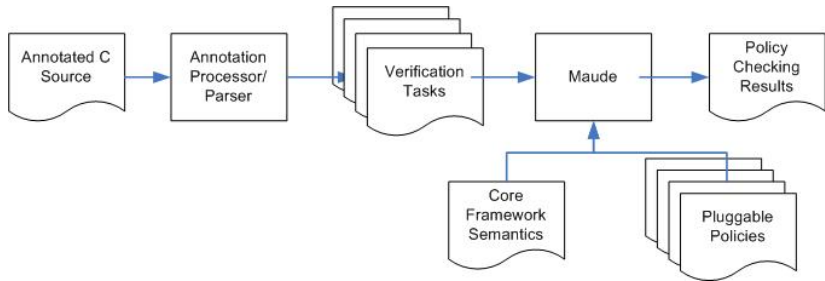 Annotated C
Source
Annotation
Processor/
Parser
Verification
Tasks
Maude
Policy
Checking
Results
Core
Framework
Semantics
Pluggable
Policies